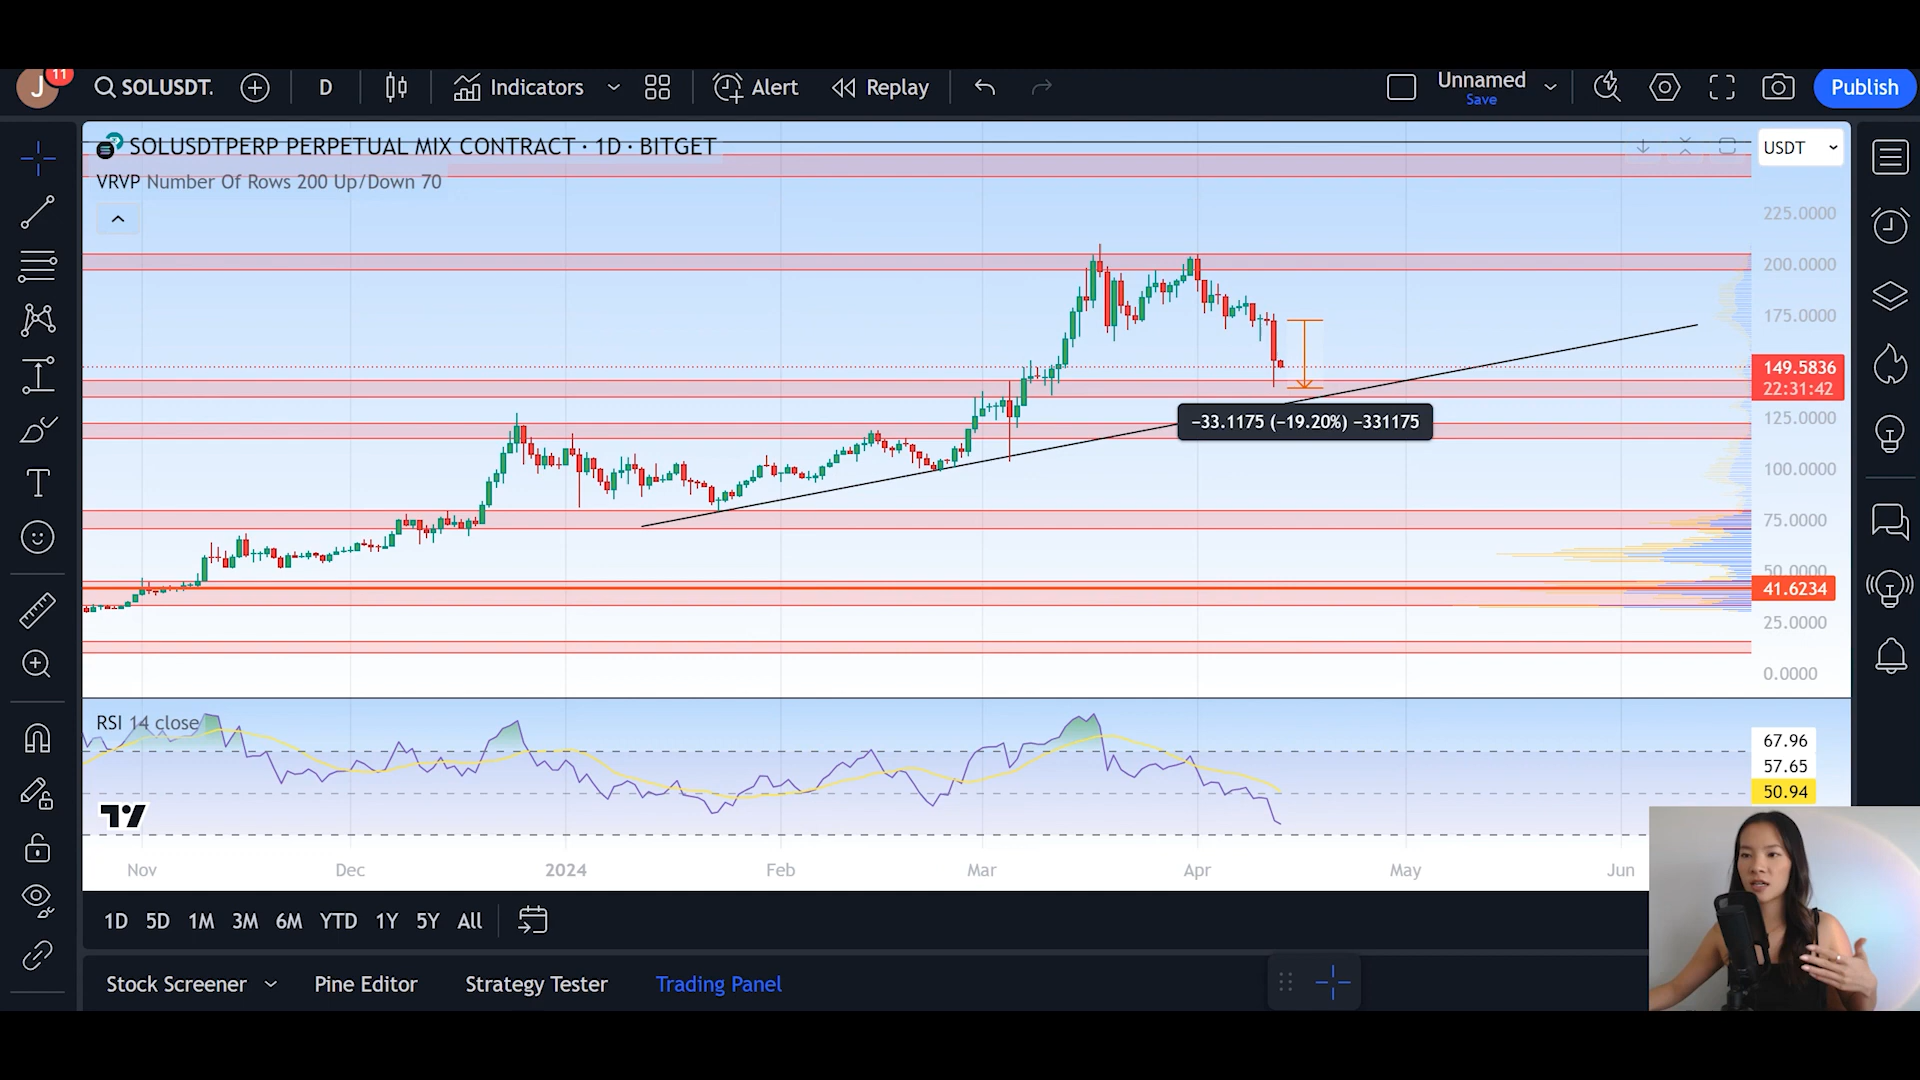 J 11 SOLUSDT. D Indicators Alert Replay Unnamed Save Publish
SOLUSDTPERP PERPETUAL MIX CONTRACT · 1D · BITGET
USDT
VRVP Number Of Rows 200 Up/Down 70
225.0000
200.0000
175.0000
149.5836
22:31:42
125.0000
−33.1175 (−19.20%) −331175
100.0000
75.0000
50.0000
41.6234
25.0000
0.0000
RSI 14 close
67.96
57.65
50.94
Nov Dec 2024 Feb Mar Apr May Jun
1D 5D 1M 3M 6M YTD 1Y 5Y All
Stock Screener Pine Editor Strategy Tester Trading Panel